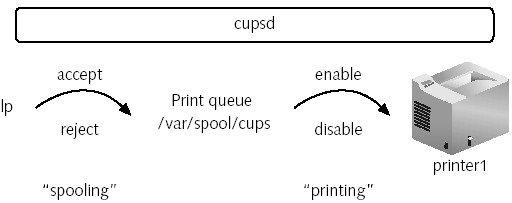 cupsd
accept
enable
lp
Print queue
/var/spool/cups
reject
disable
printer1
“spooling”
“printing”